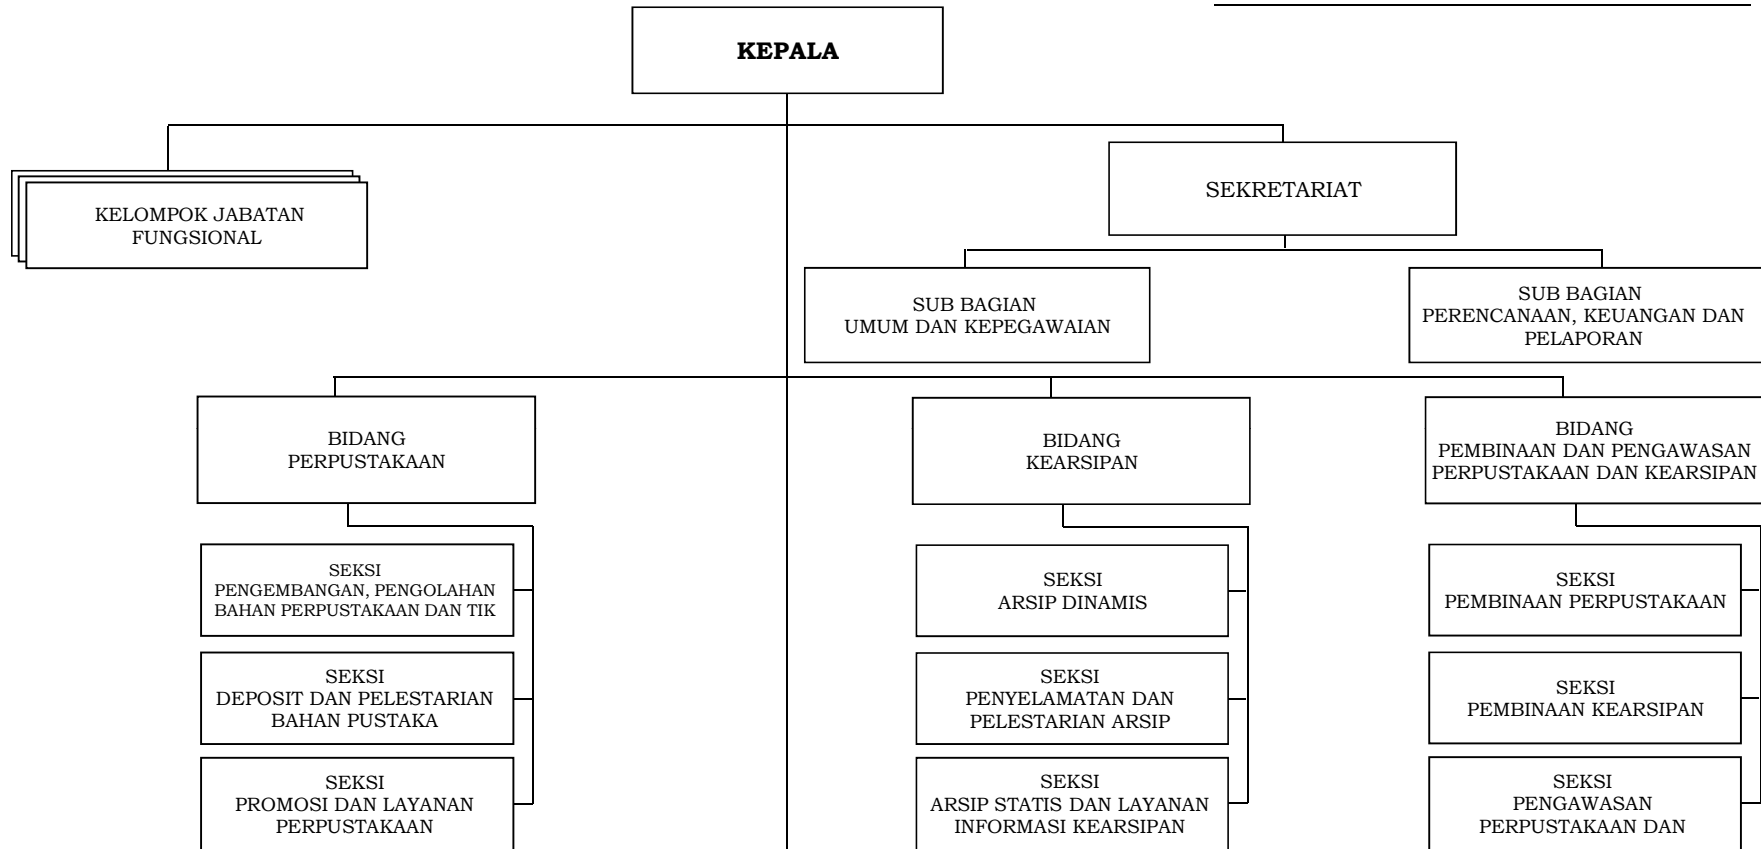 KEPALA
KELOMPOK JABATAN
FUNGSIONAL
SEKRETARIAT
SUB BAGIAN
UMUM DAN KEPEGAWAIAN
SUB BAGIAN
PERENCANAAN, KEUANGAN DAN
PELAPORAN
BIDANG
PERPUSTAKAAN
BIDANG
KEARSIPAN
BIDANG
PEMBINAAN DAN PENGAWASAN
PERPUSTAKAAN DAN KEARSIPAN
SEKSI
PENGEMBANGAN, PENGOLAHAN
BAHAN PERPUSTAKAAN DAN TIK
SEKSI
DEPOSIT DAN PELESTARIAN
BAHAN PUSTAKA
SEKSI
PROMOSI DAN LAYANAN
PERPUSTAKAAN
SEKSI
ARSIP DINAMIS
SEKSI
PENYELAMATAN DAN
PELESTARIAN ARSIP
SEKSI
ARSIP STATIS DAN LAYANAN
INFORMASI KEARSIPAN
SEKSI
PEMBINAAN PERPUSTAKAAN
SEKSI
PEMBINAAN KEARSIPAN
SEKSI
PENGAWASAN
PERPUSTAKAAN DAN